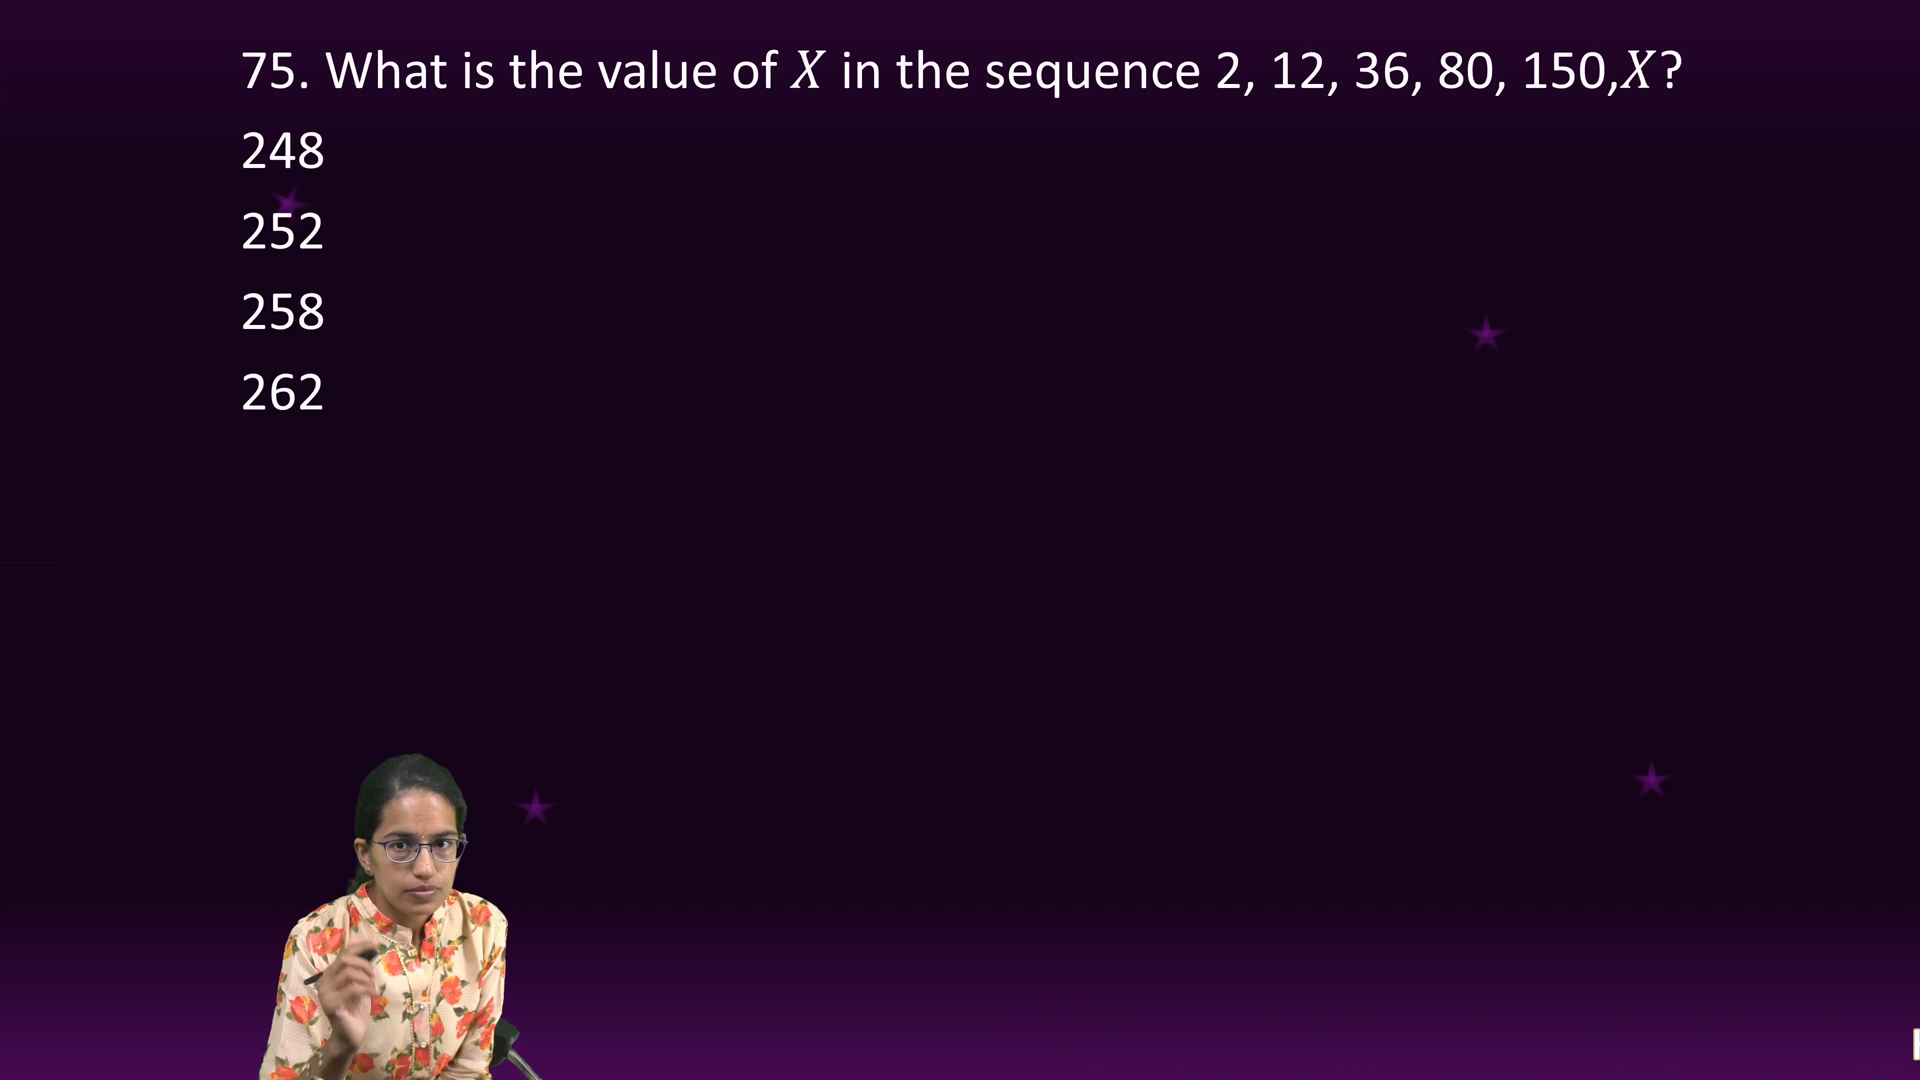 75. What is the value of X in the sequence 2, 12, 36, 80, 150,X?
248
252
258
262